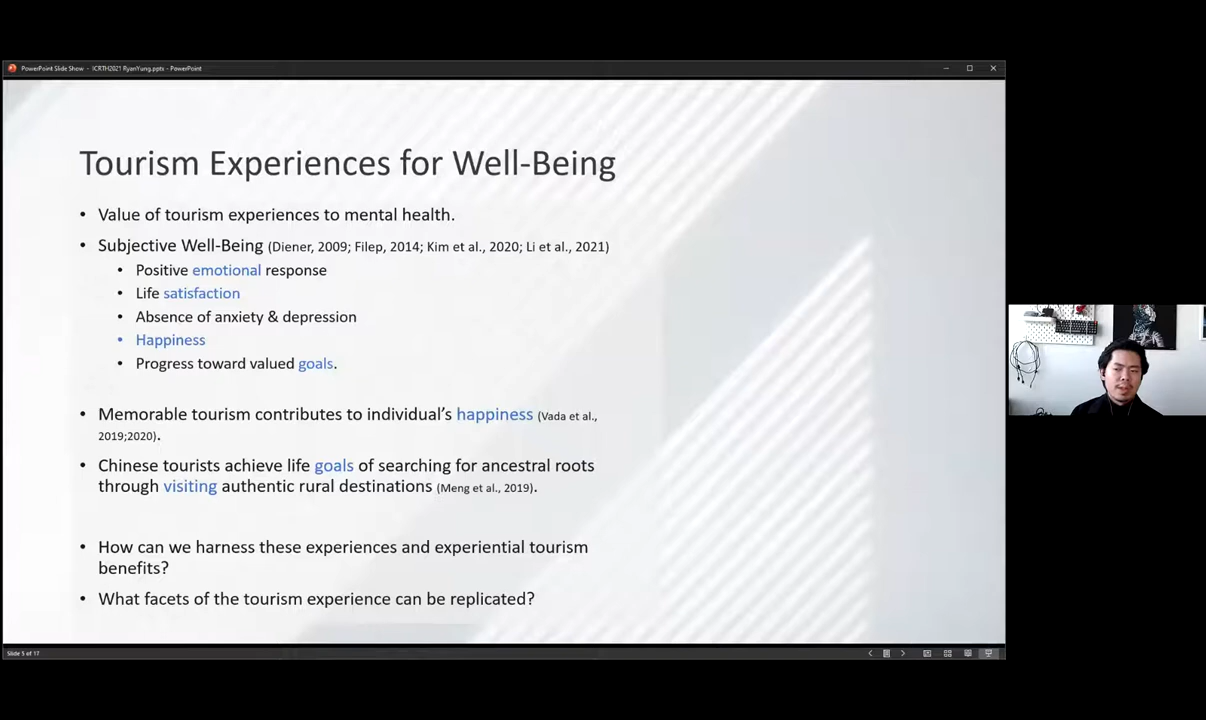 PowerPoint Slide Show - ICRTH2021 RyanYung.ppts - PowerPoint
Tourism Experiences for Well-Being
• Value of tourism experiences to mental health.
• Subjective Well-Being (Diener, 2009; Filep, 2014; Kim et al., 2020; Li et al., 2021)
• Positive emotional response
• Life satisfaction
• Absence of anxiety & depression
• Happiness
• Progress toward valued goals.
• Memorable tourism contributes to individual’s happiness (Vada et al.,
2019;2020).
• Chinese tourists achieve life goals of searching for ancestral roots
through visiting authentic rural destinations (Meng et al., 2019).
• How can we harness these experiences and experiential tourism
benefits?
• What facets of the tourism experience can be replicated?
Slide 5 of 17